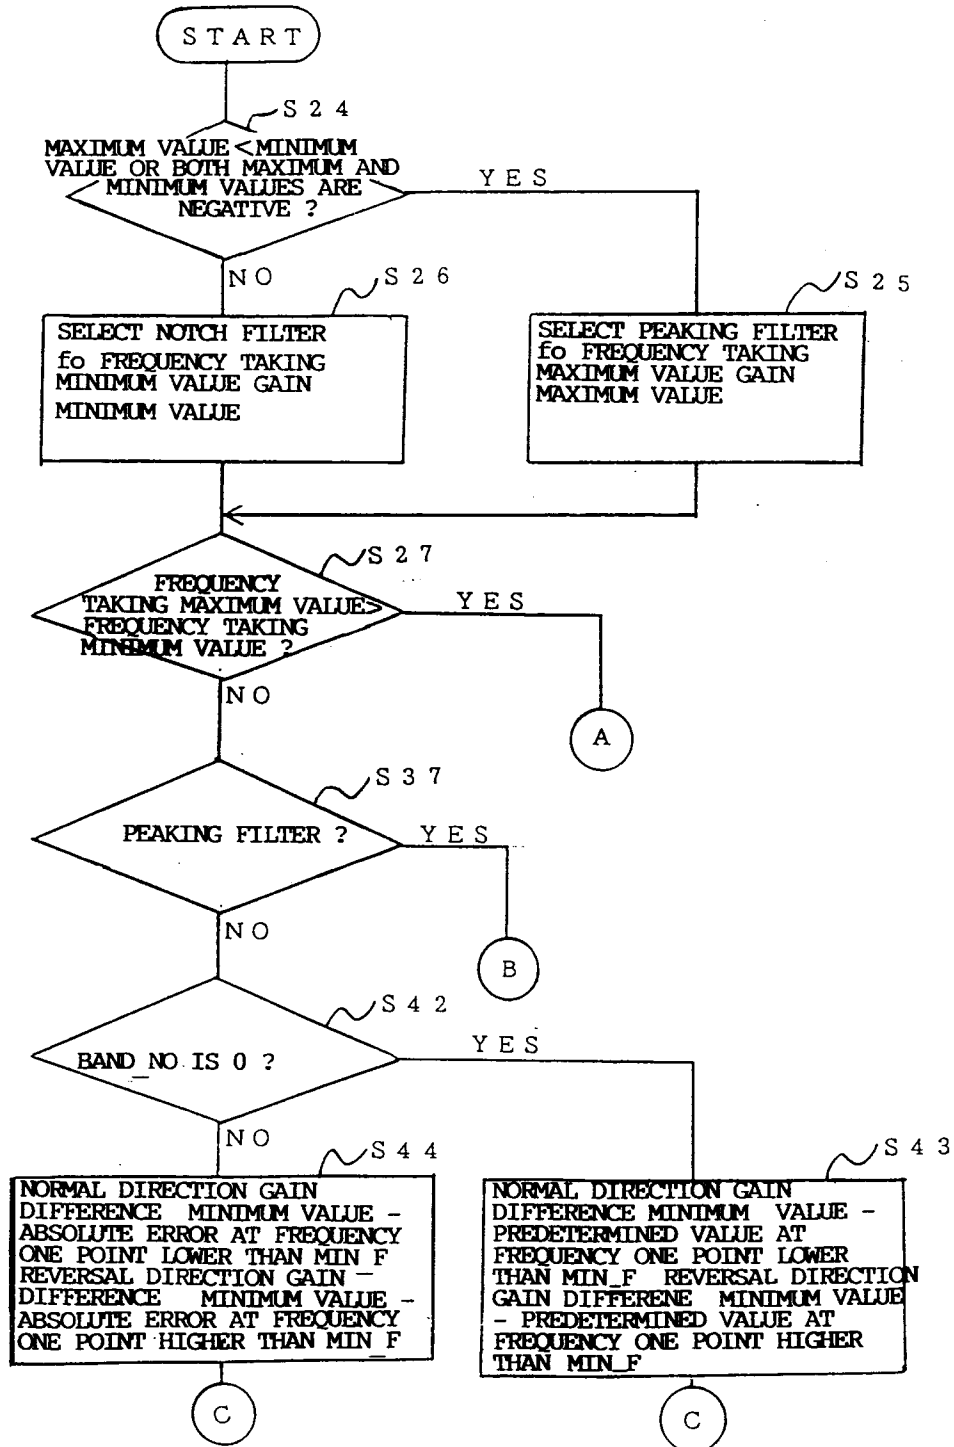 START
S24
MAXIMUM VALUE <MINIMUM
VALUE OR BOTH MAXIMUM AND
MINIMUM VALUES ARE
NEGATIVE ?
YES
NO
S26
S25
SELECT NOTCH FILTER
fo FREQUENCY TAKING
MINIMUM VALUE GAIN
MINIMUM VALUE
SELECT PEAKING FILTER
fo FREQUENCY TAKING
MAXIMUM VALUE GAIN
MAXIMUM VALUE
S27
FREQUENCY
TAKING MAXIMUM VALUE>
FREQUENCY TAKING
MINIMUM VALUE ?
YES
NO
A
S37
PEAKING FILTER ?
YES
NO
B
S42
BAND_NO IS 0 ?
YES
NO
S44
S43
NORMAL DIRECTION GAIN
DIFFERENCE MINIMUM VALUE -
ABSOLUTE ERROR AT FREQUENCY
ONE POINT LOWER THAN MIN_F
REVERSAL DIRECTION GAIN
DIFFERENCE MINIMUM VALUE -
ABSOLUTE ERROR AT FREQUENCY
ONE POINT HIGHER THAN MIN_F
NORMAL DIRECTION GAIN
DIFFERENCE MINIMUM VALUE -
PREDETERMINED VALUE AT
FREQUENCY ONE POINT LOWER
THAN MIN_F REVERSAL DIRECTION
GAIN DIFFERENE MINIMUM VALUE
- PREDETERMINED VALUE AT
FREQUENCY ONE POINT HIGHER
THAN MIN_F
C
C